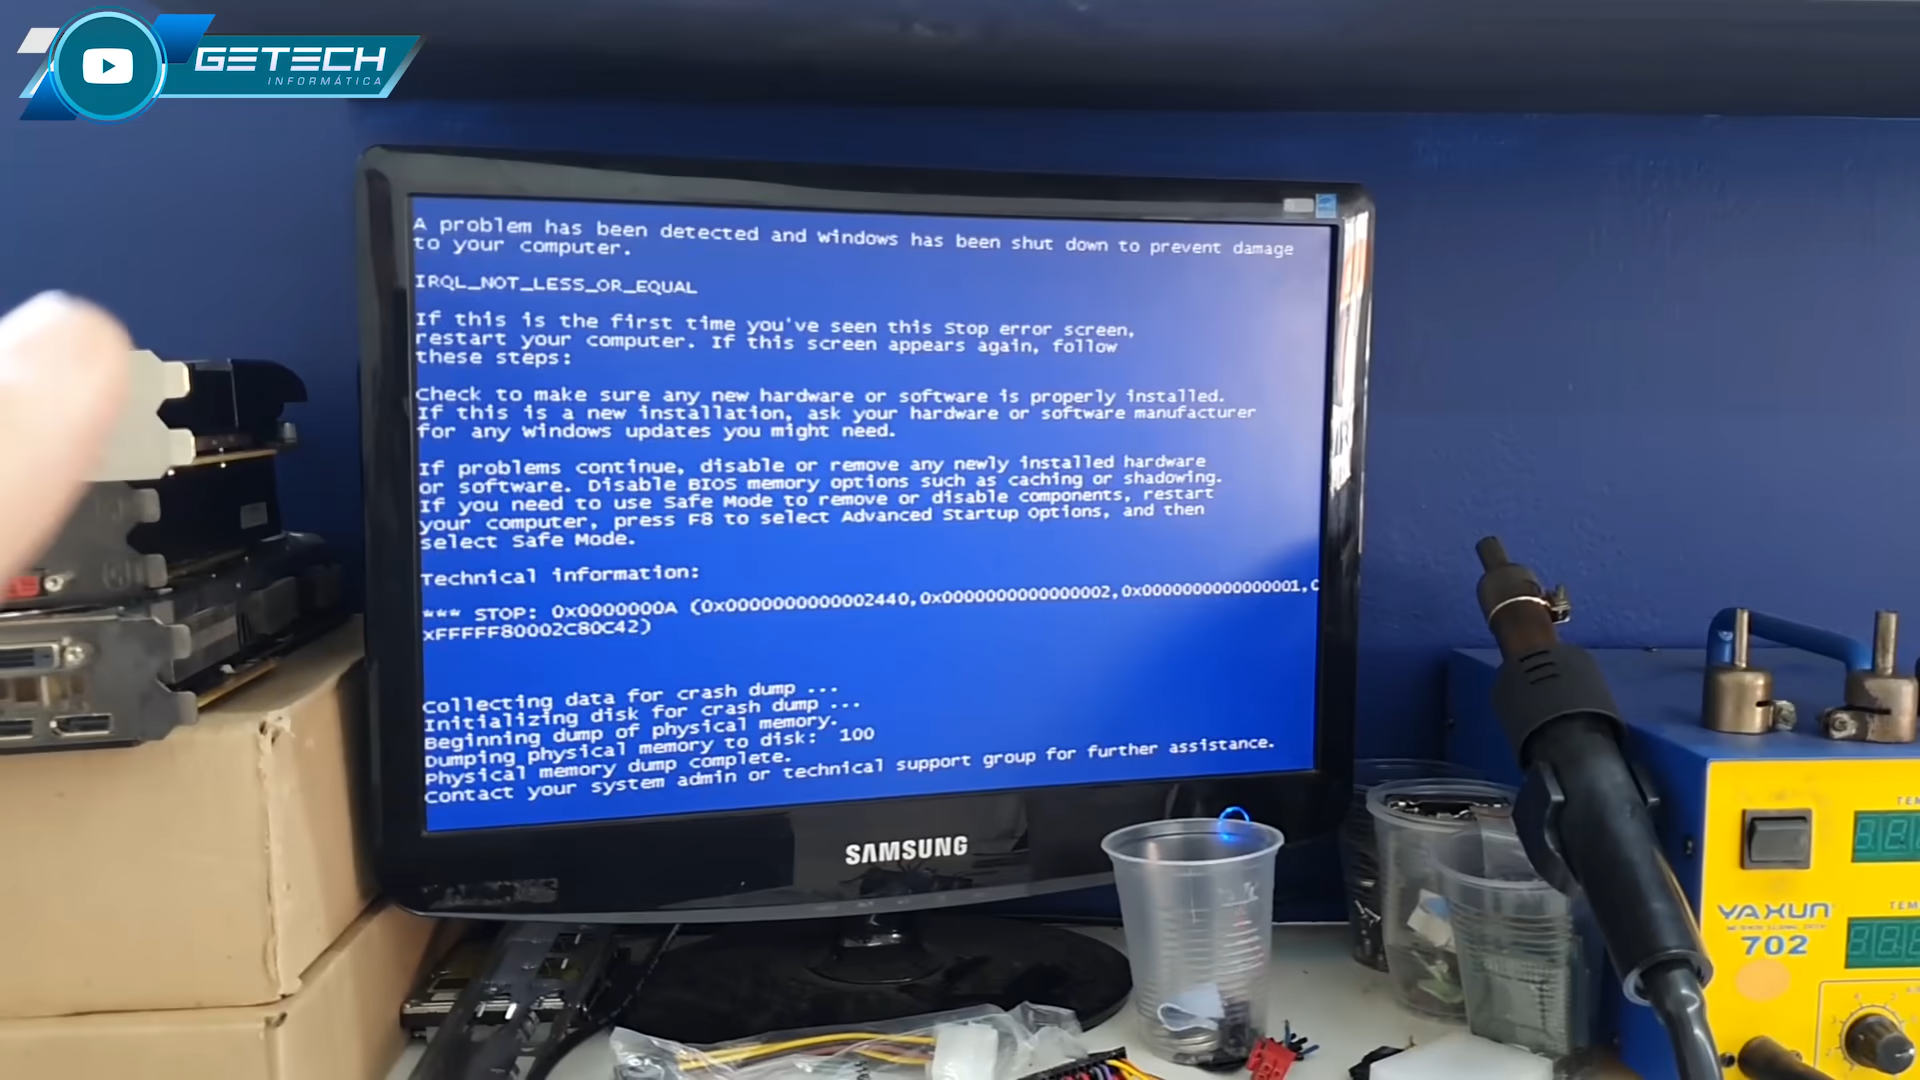 GETECH
INFORMÁTICA
A problem has been detected and Windows has been shut down to prevent damage
to your computer.
IRQL_NOT_LESS_OR_EQUAL
If this is the first time you've seen this Stop error screen,
restart your computer. If this screen appears again, follow
these steps:
Check to make sure any new hardware or software is properly installed.
If this is a new installation, ask your hardware or software manufacturer
for any Windows updates you might need.
If problems continue, disable or remove any newly installed hardware
or software. Disable BIOS memory options such as caching or shadowing.
If you need to use Safe Mode to remove or disable components, restart
your computer, press F8 to select Advanced Startup Options, and then
select Safe Mode.
Technical information:
*** STOP: 0x0000000A (0x0000000000002440,0x0000000000000002,0x0000000000000001,0
xFFFFF80002C80C42)
Collecting data for crash dump ...
Initializing disk for crash dump ...
Beginning dump of physical memory.
Dumping physical memory to disk: 100
Physical memory dump complete.
Contact your system admin or technical support group for further assistance.
SAMSUNG
YAXUN
702